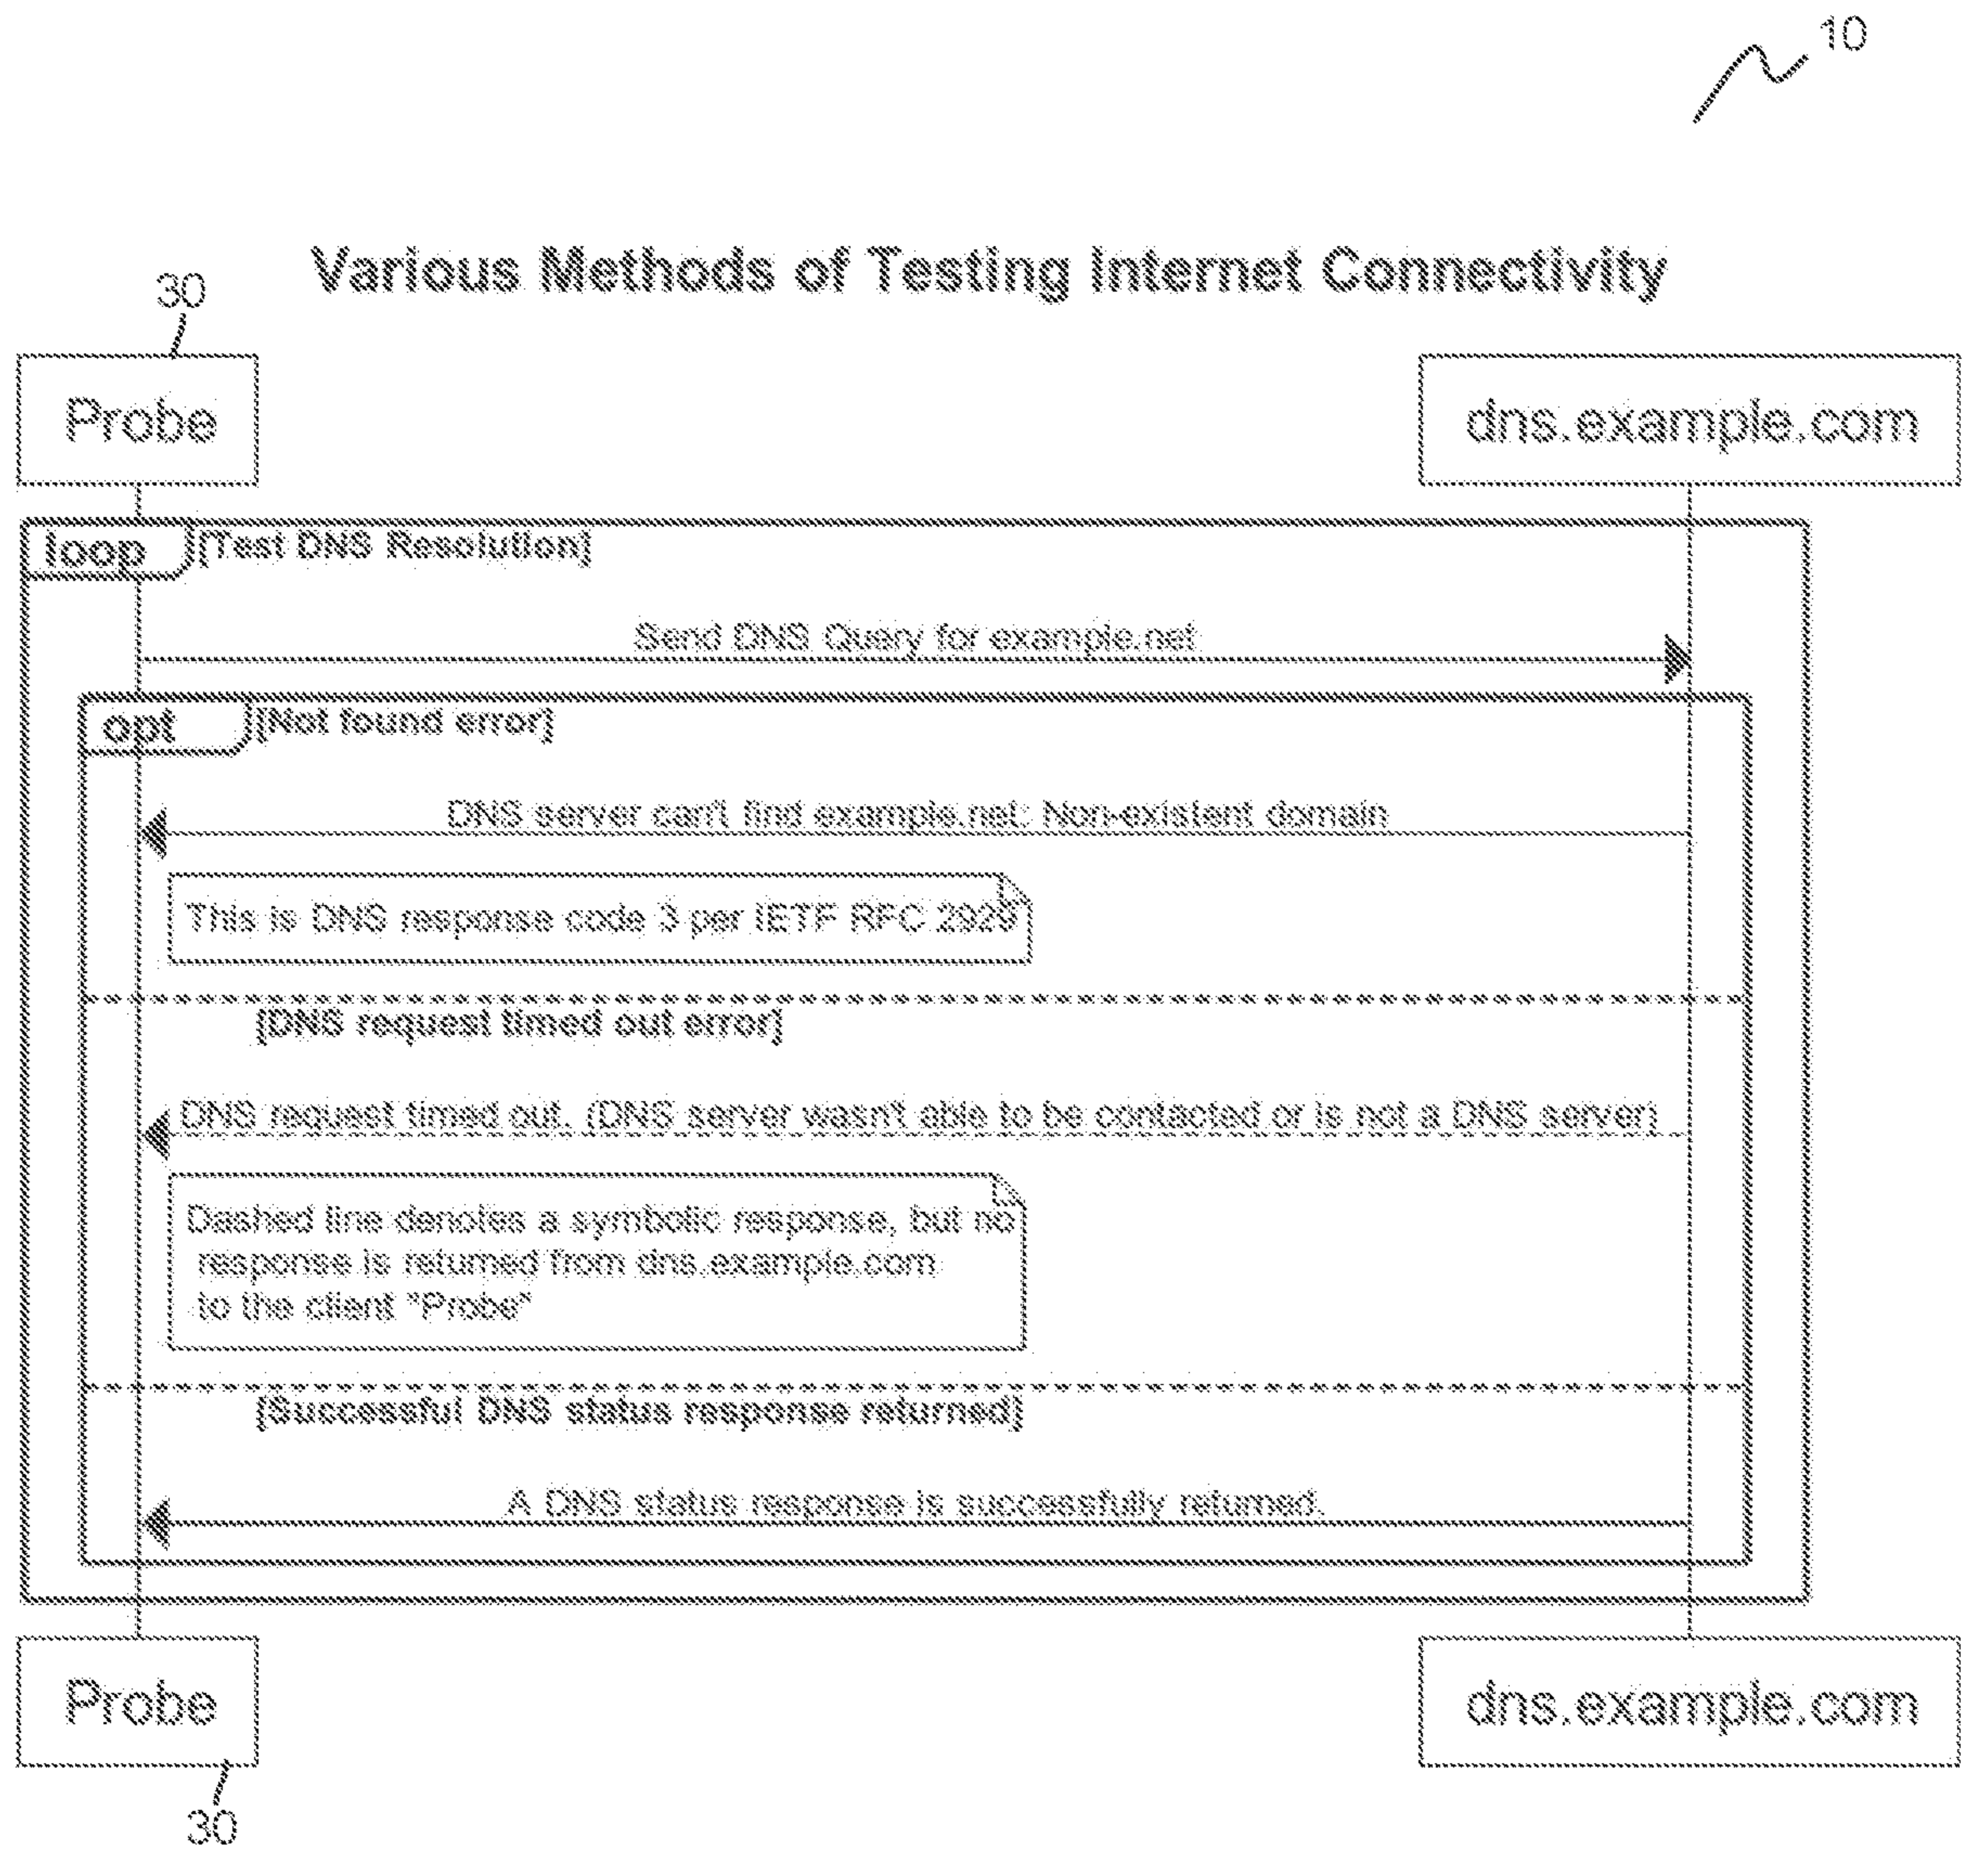 10
Various Methods of Testing Internet Connectivity
30
Probe
dns.example.com
loop
[Test DNS Resolution]
Send DNS Query for example.net
opt
[Not found error]
DNS server can't find example.net: Non-existent domain
This is DNS response code 3 per IETF RFC 2929
[DNS request timed out error]
DNS request timed out. (DNS server wasn't able to be contacted or is not a DNS server)
Dashed line denotes a symbolic response, but no
response is returned from dns.example.com
to the client "Probe"
[Successful DNS status response returned]
A DNS status response is successfully returned.
Probe
dns.example.com
30